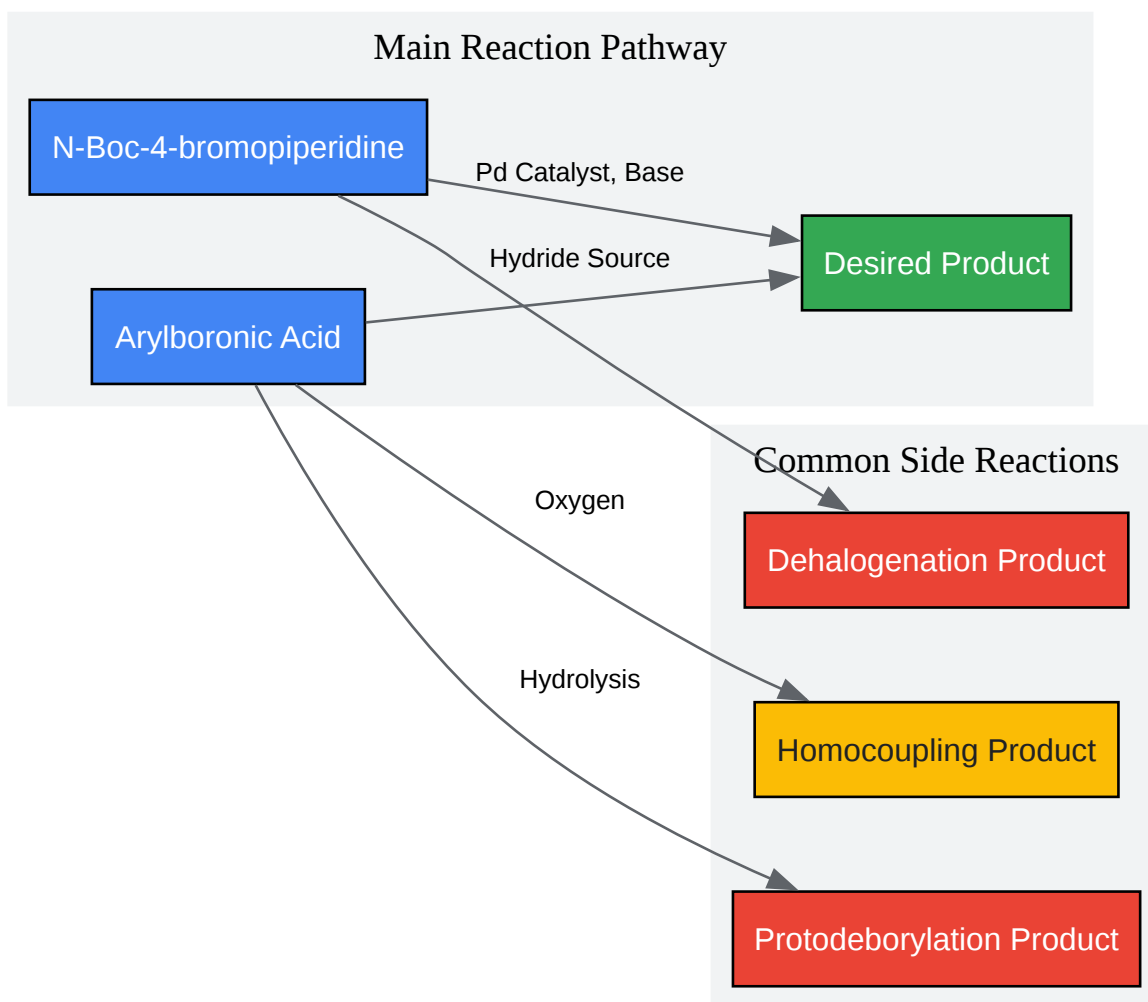 Main Reaction Pathway
N-Boc-4-bromopiperidine
Pd Catalyst, Base
Hydride Source
Desired Product
Arylboronic Acid
Common Side Reactions
Oxygen
Dehalogenation Product
Hydrolysis
Homocoupling Product
Protodeborylation Product